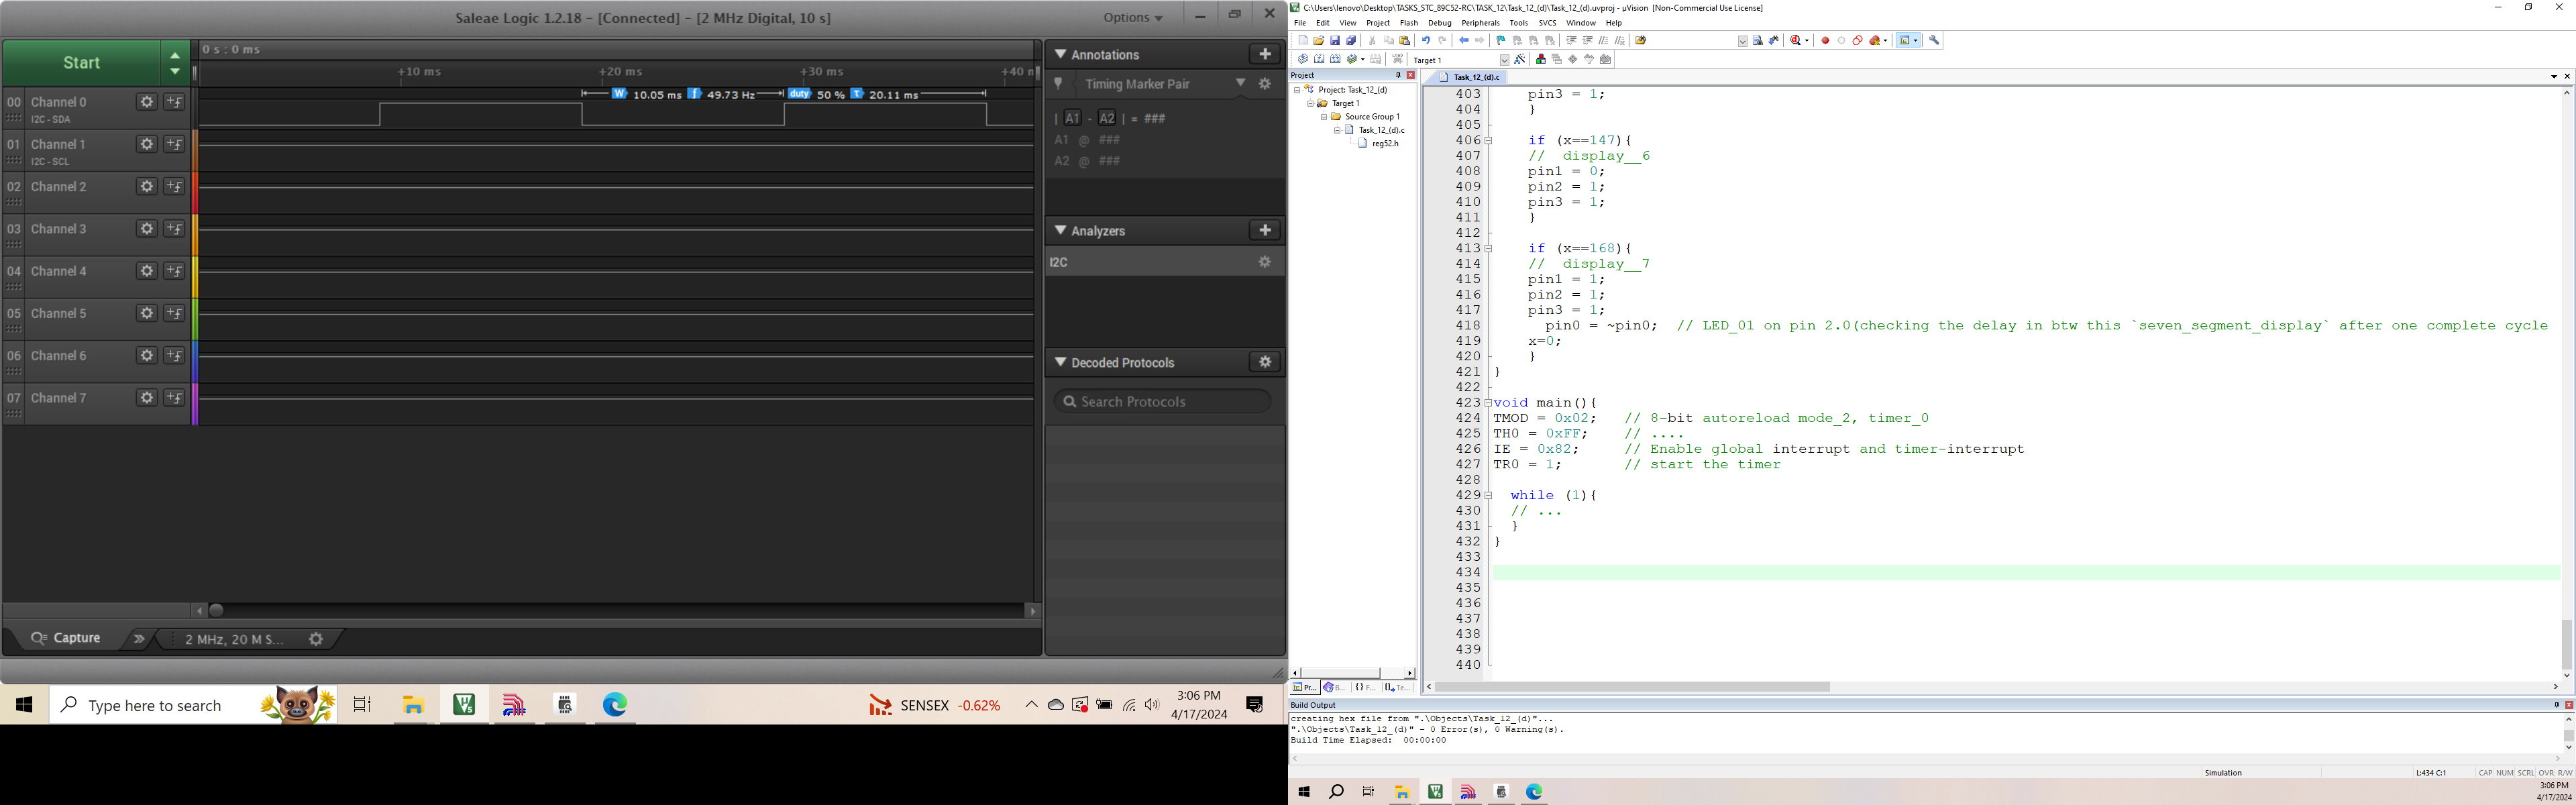 Saleae Logic 1.2.18 - [Connected] - [2 MHz Digital, 10 s]
Options
Start
0 s : 0 ms
+10 ms
+20 ms
+30 ms
W 10.05 ms f 49.73 Hz duty 50 % T 20.11 ms
00 Channel 0
I2C - SDA
01 Channel 1
I2C - SCL
02 Channel 2
03 Channel 3
04 Channel 4
05 Channel 5
06 Channel 6
07 Channel 7
Annotations
Timing Marker Pair
| A1 - A2 | = ###
A1 @ ###
A2 @ ###
Analyzers
I2C
Decoded Protocols
Search Protocols
Capture
2 MHz, 20 M S...
Type here to search
SENSEX -0.62%
3:06 PM
4/17/2024
C:\Users\lenovo\Desktop\TASKS_STC_89C52-RC\TASK_12\Task_12_(d)\Task_12_(d).uvproj - µVision [Non-Commercial Use License]
File Edit View Project Flash Debug Peripherals Tools SVCS Window Help
Target 1
Project
Project: Task_12_(d)
Target 1
Source Group 1
Task_12_(d).c
reg52.h
Task_12_(d).c
403 pin3 = 1;
404 }
405
406 if (x==147){
407 // display__6
408 pin1 = 0;
409 pin2 = 1;
410 pin3 = 1;
411 }
412
413 if (x==168){
414 // display__7
415 pin1 = 1;
416 pin2 = 1;
417 pin3 = 1;
418 pin0 = ~pin0; // LED_01 on pin 2.0(checking the delay in btw this `seven_segment_display` after one complete cycle
419 x=0;
420 }
421 }
422
423 void main(){
424 TMOD = 0x02; // 8-bit autoreload mode_2, timer_0
425 TH0 = 0xFF; // ....
426 IE = 0x82; // Enable global interrupt and timer-interrupt
427 TR0 = 1; // start the timer
428
429 while (1){
430 // ...
431 }
432 }
433
434
435
436
437
438
439
440
Pr... B... {} F... Te...
Build Output
creating hex file from ".\Objects\Task_12_(d)"...
".\Objects\Task_12_(d)" - 0 Error(s), 0 Warning(s).
Build Time Elapsed: 00:00:00
Simulation
L:434 C:1
CAP NUM SCRL OVR R/W
3:06 PM
4/17/2024